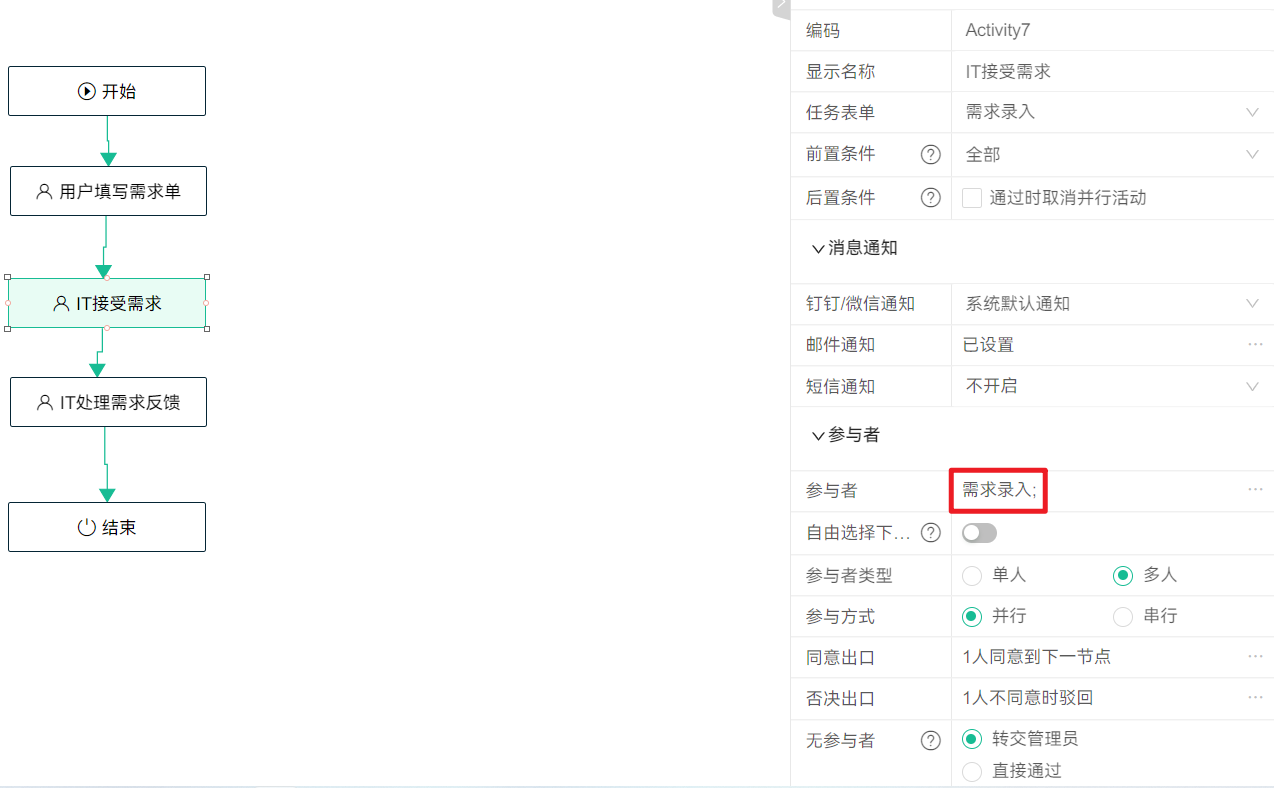 开始
用户填写需求单
IT接受需求
IT处理需求反馈
结束
编码 Activity7
显示名称 IT接受需求
任务表单 需求录入
前置条件 ? 全部
后置条件 ? 通过时取消并行活动
消息通知
钉钉/微信通知 系统默认通知
邮件通知 已设置 ...
短信通知 不开启
参与者
参与者 需求录入; ...
自由选择下... ?
参与者类型 单人 多人
参与方式 并行 串行
同意出口 1人同意到下一节点 ...
否决出口 1人不同意时驳回 ...
无参与者 ? 转交管理员
直接通过